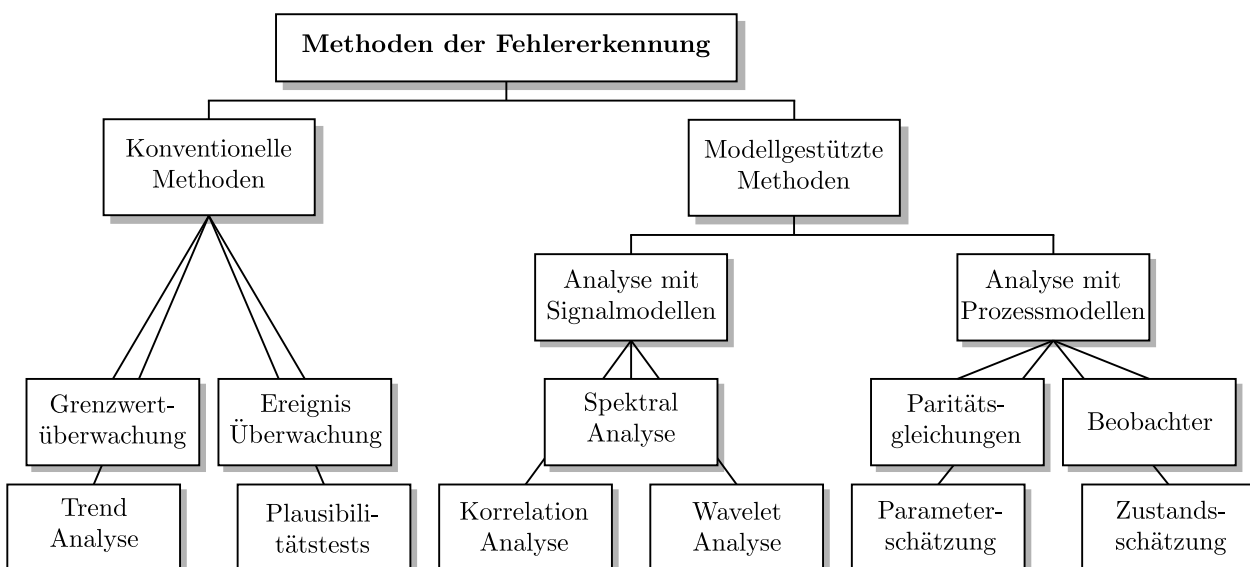 Methoden der Fehlererkennung
Konventionelle
Methoden
Modellgestützte
Methoden
Analyse mit
Signalmodellen
Analyse mit
Prozessmodellen
Grenzwert-
überwachung
Ereignis
Überwachung
Spektral
Analyse
Paritäts-
gleichungen
Beobachter
Trend
Analyse
Plausibili-
tätstests
Korrelation
Analyse
Wavelet
Analyse
Parameter-
schätzung
Zustands-
schätzung